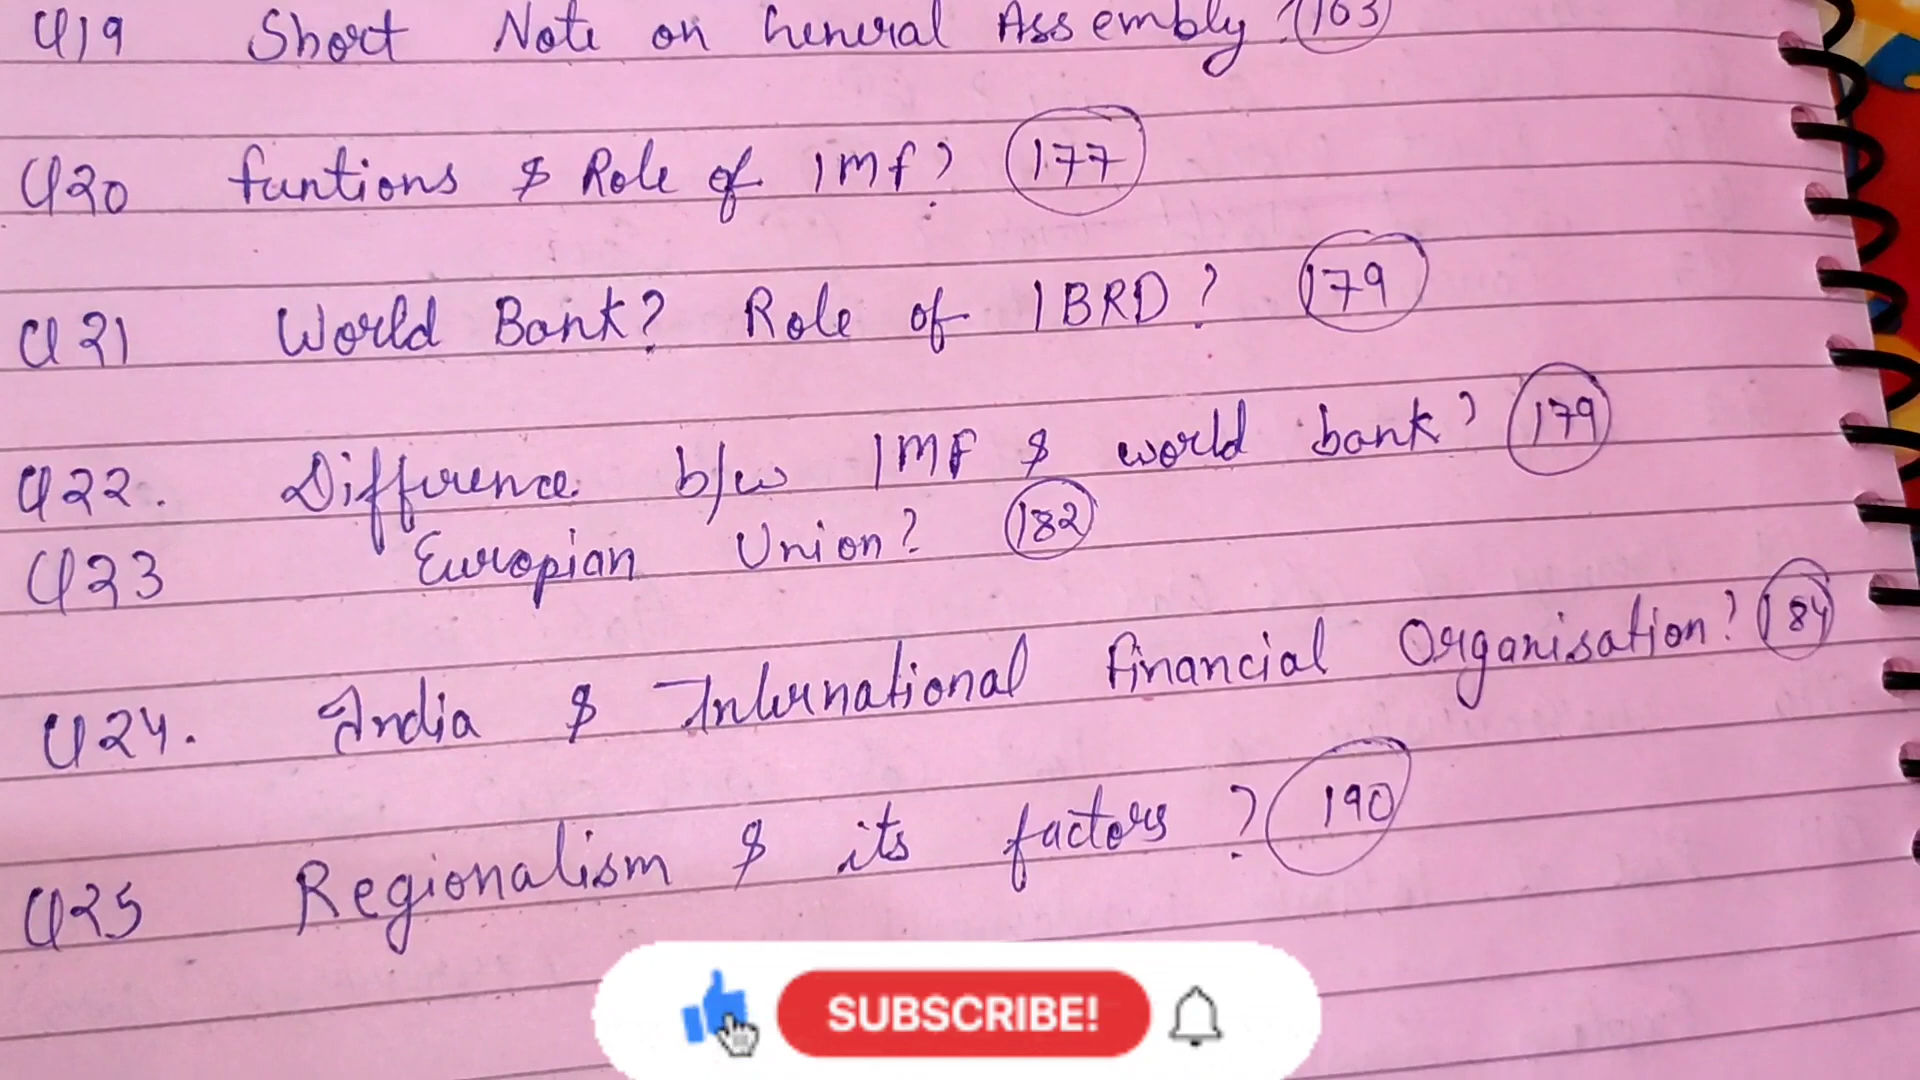 Q19 Short Note on General Assembly? 163
Q20 funtions & Role of IMF? 177
Q21 World Bank? Role of IBRD? 179
Q22. Difference b/w IMF & world bank? 179
Q23 Europian Union? 182
Q24. India & International financial Organisation? 184
Q25 Regionalism & its factors? 190
SUBSCRIBE!